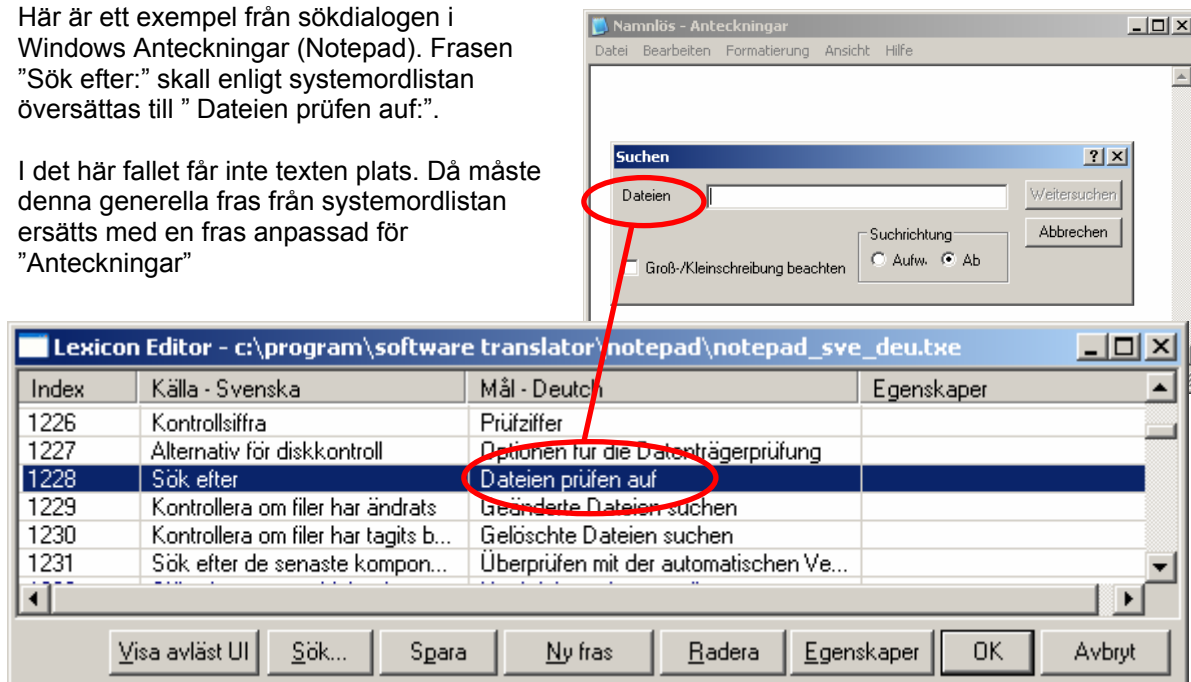 Här är ett exempel från sökdialogen i
Windows Anteckningar (Notepad). Frasen
”Sök efter:” skall enligt systemordlistan
översättas till ” Dateien prüfen auf:”.
I det här fallet får inte texten plats. Då måste
denna generella fras från systemordlistan
ersätts med en fras anpassad för
”Anteckningar”
Namnlös - Anteckningar
Datei Bearbeiten Formatierung Ansicht Hilfe
Suchen
Dateien
Weitersuchen
Suchrichtung
Abbrechen
Aufw. Ab
Groß-/Kleinschreibung beachten
Lexicon Editor - c:\program\software translator\notepad\notepad_sve_deu.txe
Index Källa - Svenska Mål - Deutch Egenskaper
1226 Kontrollsiffra Prüfziffer
1227 Alternativ för diskkontroll Optionen für die Datenträgerprüfung
1228 Sök efter Dateien prüfen auf
1229 Kontrollera om filer har ändrats Geänderte Dateien suchen
1230 Kontrollera om filer har tagits b... Gelöschte Dateien suchen
1231 Sök efter de senaste kompon... Überprüfen mit der automatischen Ve...
Visa avläst UI Sök... Spara Ny fras Radera Egenskaper OK Avbryt